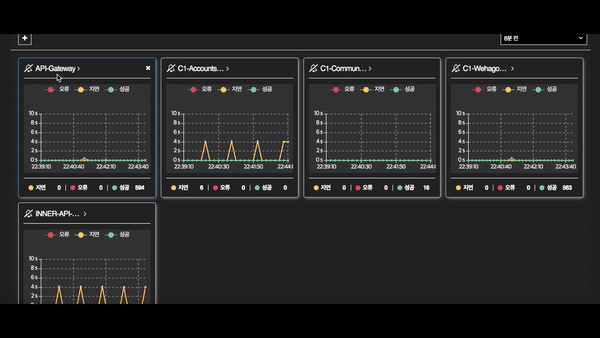 +
6분 전
API-Gateway > ×
C1-Accounts... >
C1-Commun... >
C1-Wehago... >
오류 지연 성공
오류 지연 성공
오류 지연 성공
오류 지연 성공
10 s
8 s
6 s
4 s
2 s
0 s
22:39:10 22:40:40 22:42:10 22:43:40
10 s
8 s
6 s
4 s
2 s
0 s
22:39:10 22:40:30 22:41:50
10 s
8 s
6 s
4 s
2 s
0 s
22:39:10 22:40:30 22:41:50
10 s
8 s
6 s
4 s
2 s
0 s
22:39:10 22:40:40 22:42:10 22:43:40
지연 0 | 오류 0 | 성공 594
지연 6 | 오류 0 | 성공 0
지연 0 | 오류 0 | 성공 16
지연 0 | 오류 0 | 성공 563
INNER-API-... >
오류 지연 성공
10 s
8 s
6 s
4 s
2 s